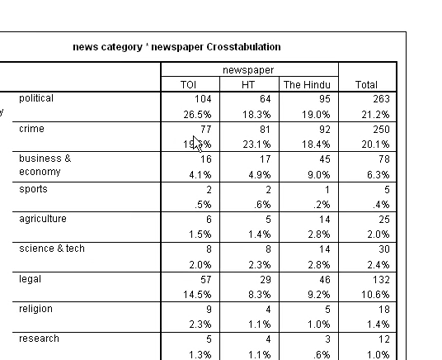 news category * newspaper Crosstabulation
newspaper
TOI HT The Hindu Total
political 104 64 95 263
26.5% 18.3% 19.0% 21.2%
crime 77 81 92 250
23.1% 18.4% 20.1%
business & economy 16 17 45 78
4.1% 4.9% 9.0% 6.3%
sports 2 2 1 5
.5% .6% .2% .4%
agriculture 6 5 14 25
1.5% 1.4% 2.8% 2.0%
science & tech 8 8 14 30
2.0% 2.3% 2.8% 2.4%
legal 57 29 46 132
14.5% 8.3% 9.2% 10.6%
religion 9 4 5 18
2.3% 1.1% 1.0% 1.4%
research 5 4 3 12
1.3% 1.1% .6% 1.0%